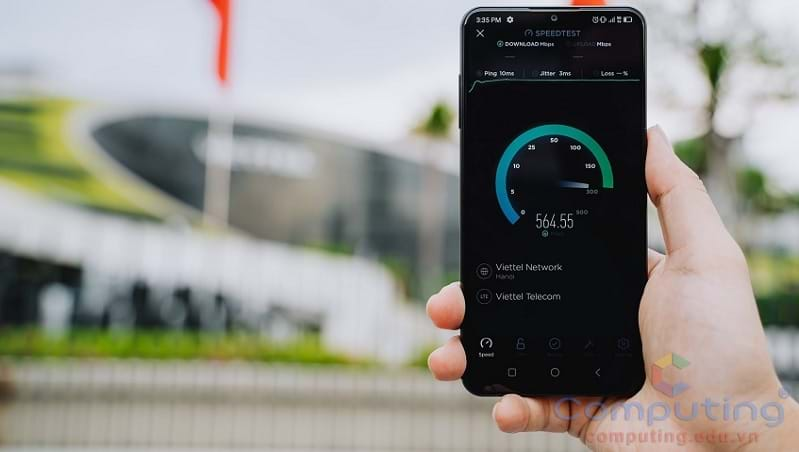 3:35 PM
SPEEDTEST
DOWNLOAD Mbps UPLOAD Mbps
Ping 10ms Jitter 3ms Loss — %
50
25 100
10 150
5 300
0 500
564.55
Viettel Network
Hanoi
LTE Viettel Telecom
Speed
Computing®
computing.edu.vn